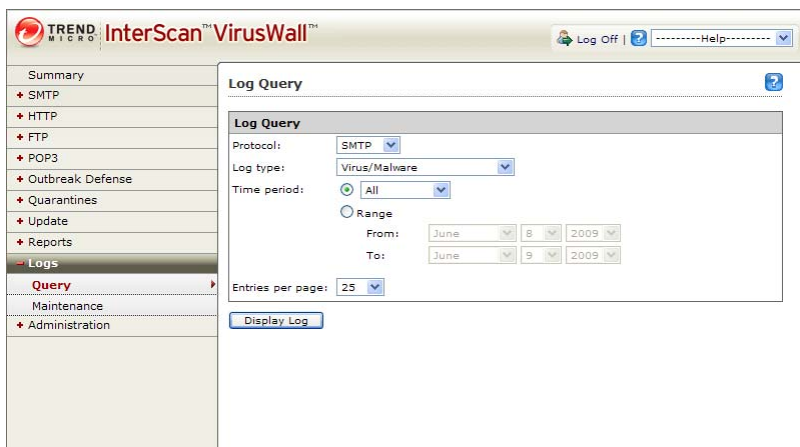 TREND MICRO InterScan™ VirusWall™
Log Off | ? ---------Help---------
Summary
+ SMTP
+ HTTP
+ FTP
+ POP3
+ Outbreak Defense
+ Quarantines
+ Update
+ Reports
- Logs
Query
Maintenance
+ Administration
Log Query ?
Log Query
Protocol: SMTP
Log type: Virus/Malware
Time period: All
Range
From: June 8 2009
To: June 9 2009
Entries per page: 25
Display Log